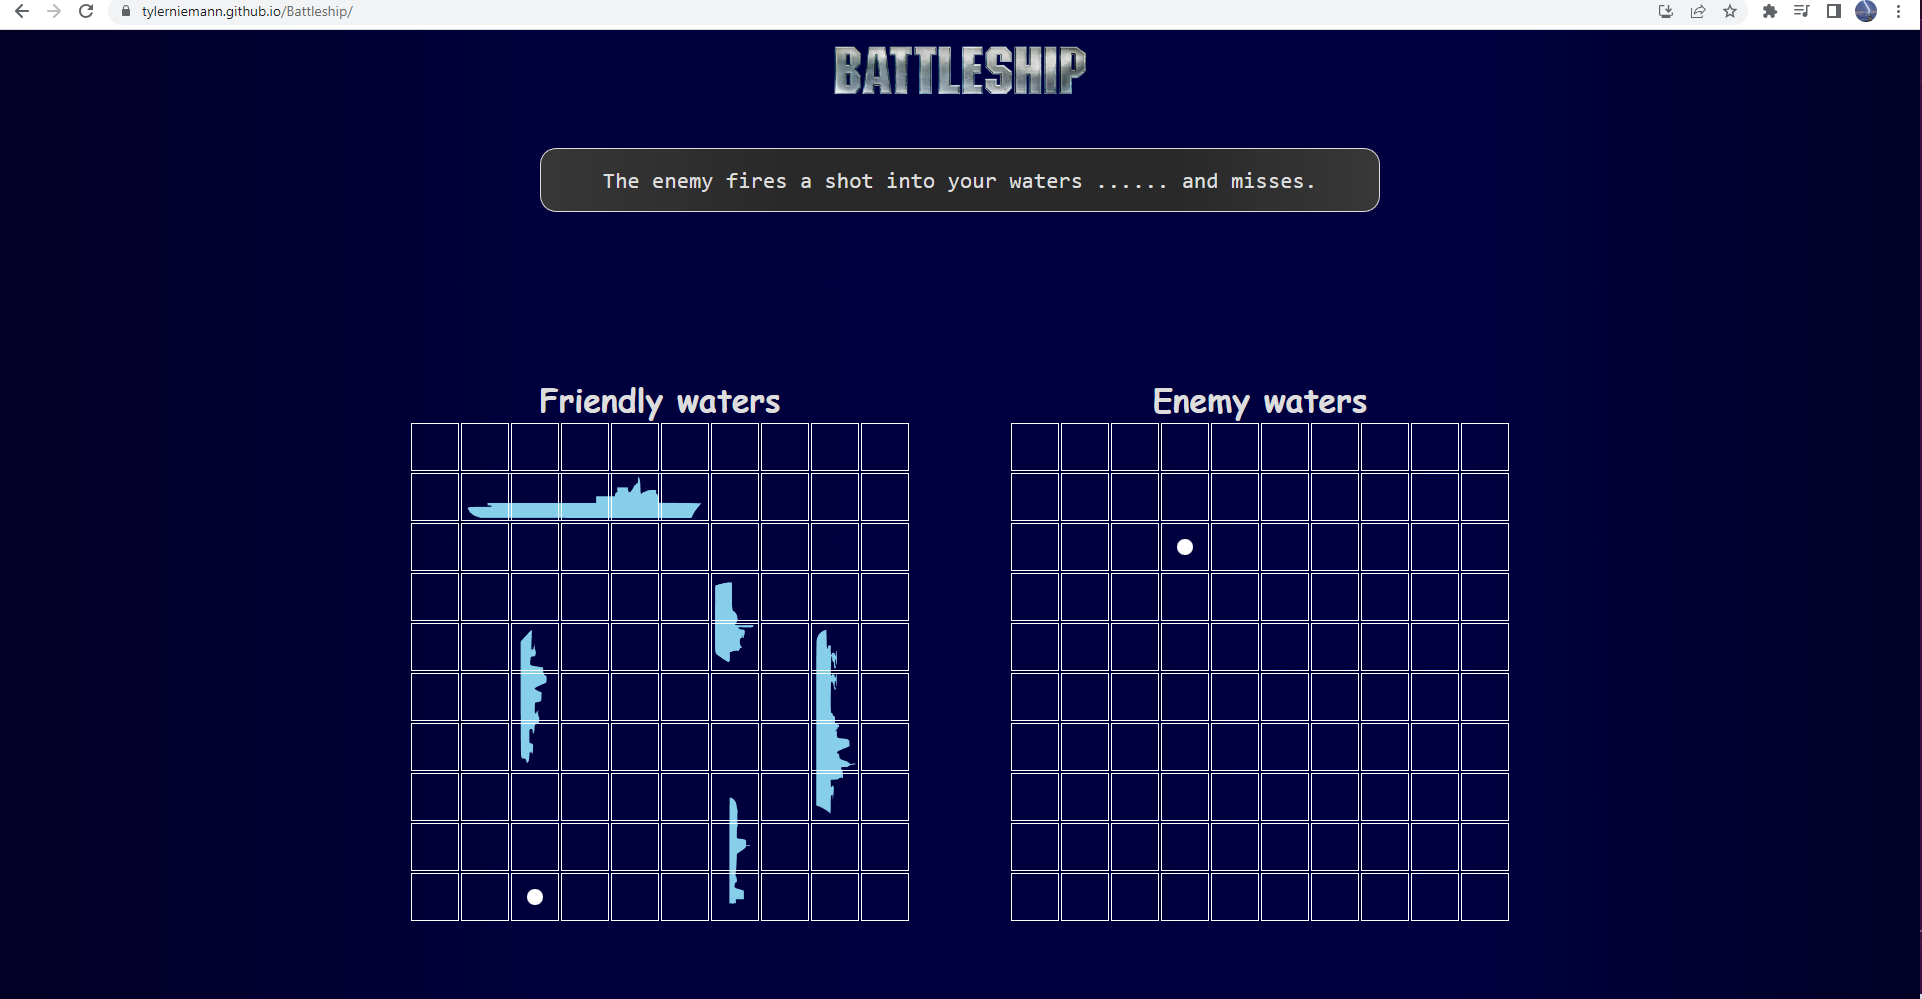 tylerniemann.github.io/Battleship/
BATTLESHIP
The enemy fires a shot into your waters ...... and misses.
Friendly waters
Enemy waters